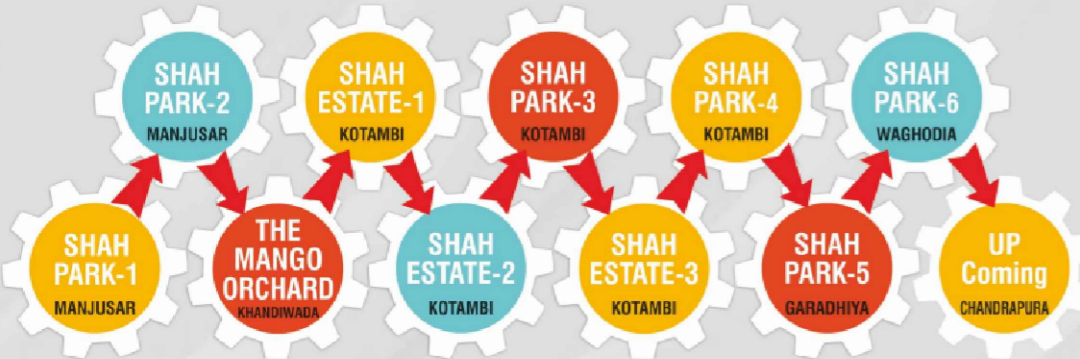 SHAH
PARK-2
MANJUSAR
SHAH
ESTATE-1
KOTAMBI
SHAH
PARK-3
KOTAMBI
SHAH
PARK-4
KOTAMBI
SHAH
PARK-6
WAGHODIA
SHAH
PARK-1
MANJUSAR
THE
MANGO
ORCHARD
KHANDIWADA
SHAH
ESTATE-2
KOTAMBI
SHAH
ESTATE-3
KOTAMBI
SHAH
PARK-5
GARADHIYA
UP
Coming
CHANDRAPURA